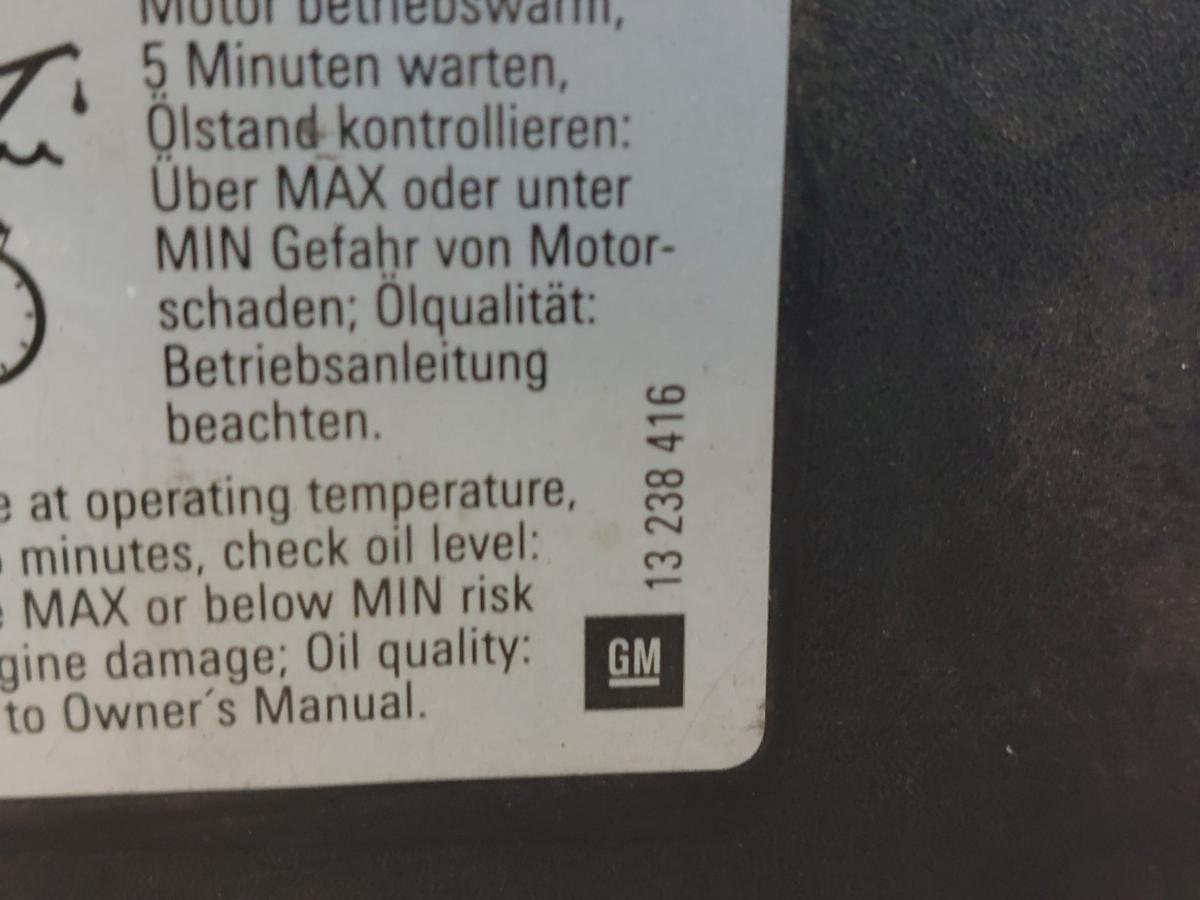 Motor betriebswarm,
5 Minuten warten,
Ölstand kontrollieren:
Über MAX oder unter
MIN Gefahr von Motor-
schaden; Ölqualität:
Betriebsanleitung
beachten.
at operating temperature,
minutes, check oil level:
MAX or below MIN risk
gine damage; Oil quality:
to Owner´s Manual.
13 238 416
GM